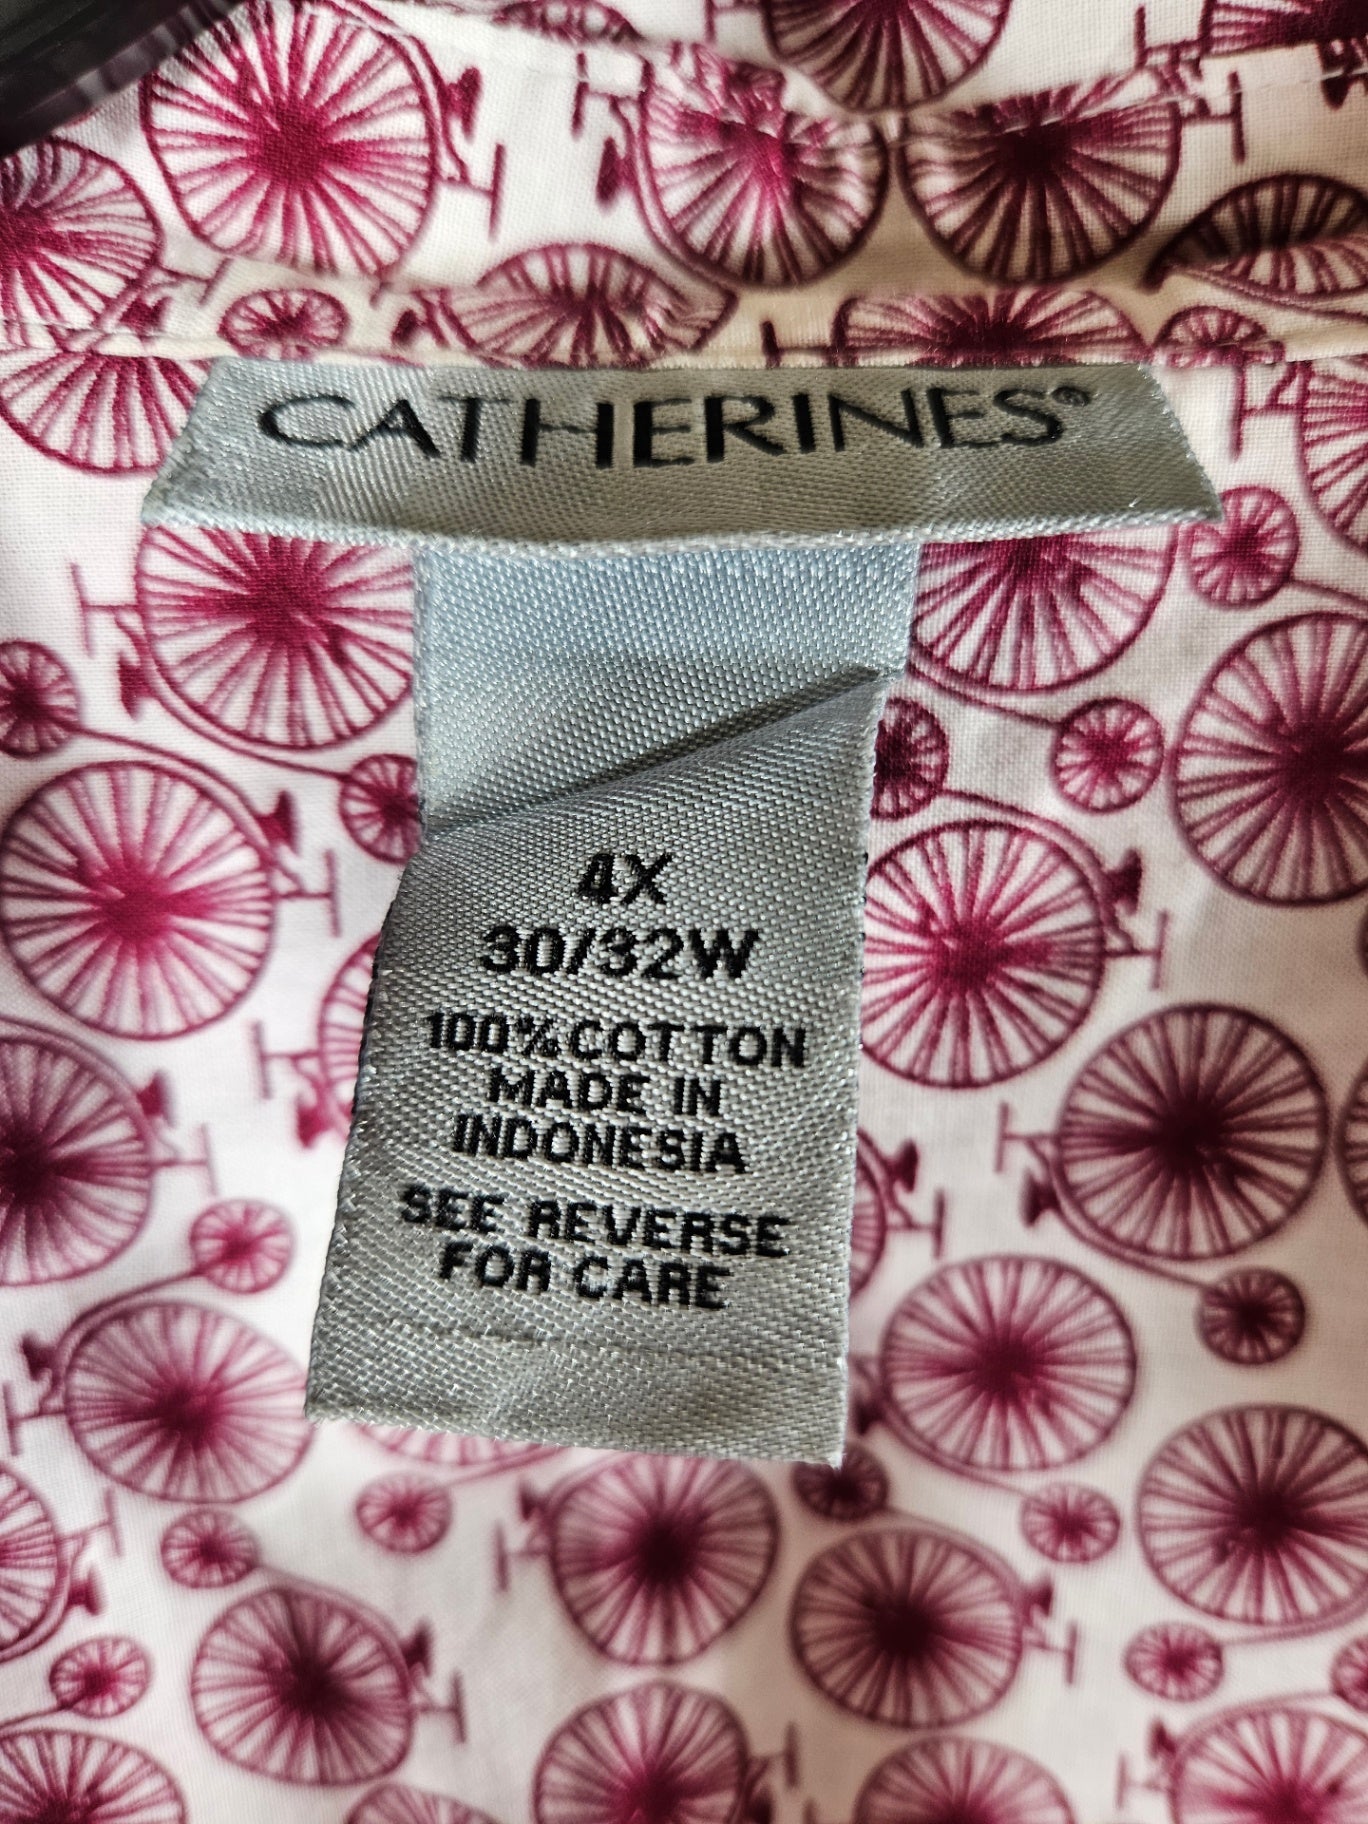 CATHERINES®
4X
30/32W
100% COTTON
MADE IN
INDONESIA
SEE REVERSE
FOR CARE